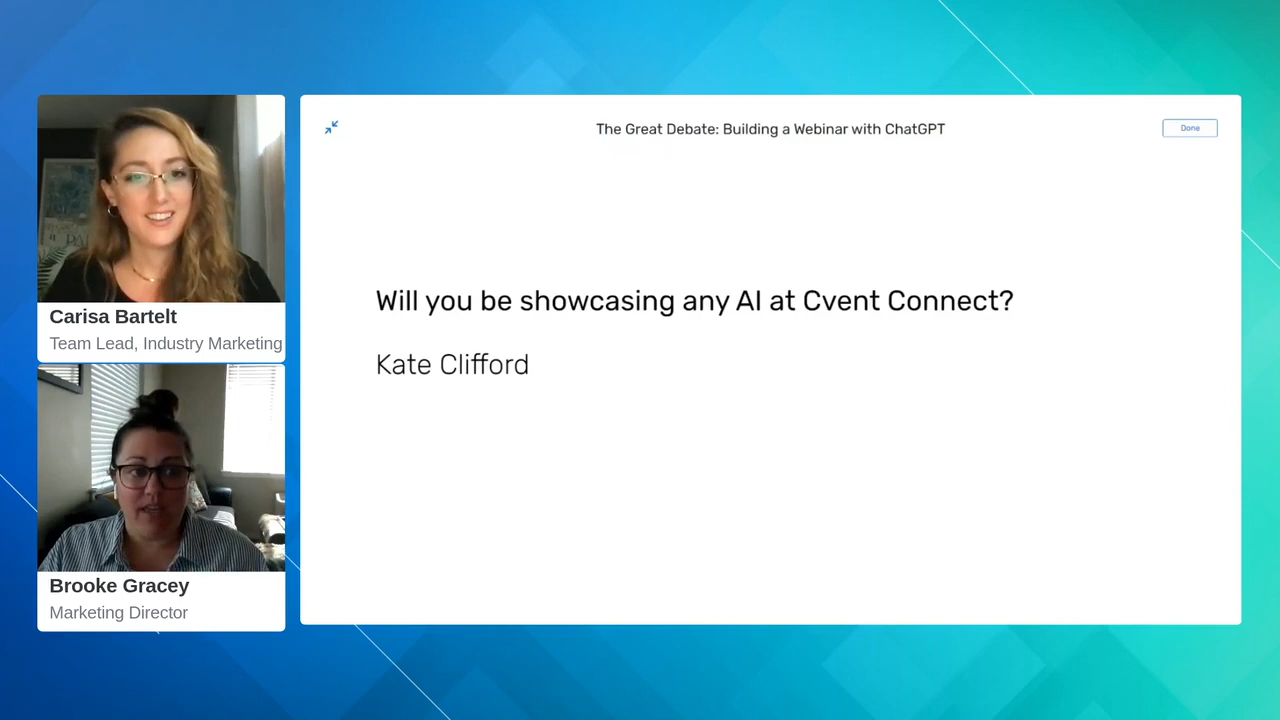 Carisa Bartelt
Team Lead, Industry Marketing
Brooke Gracey
Marketing Director
The Great Debate: Building a Webinar with ChatGPT
Done
Will you be showcasing any AI at Cvent Connect?
Kate Clifford